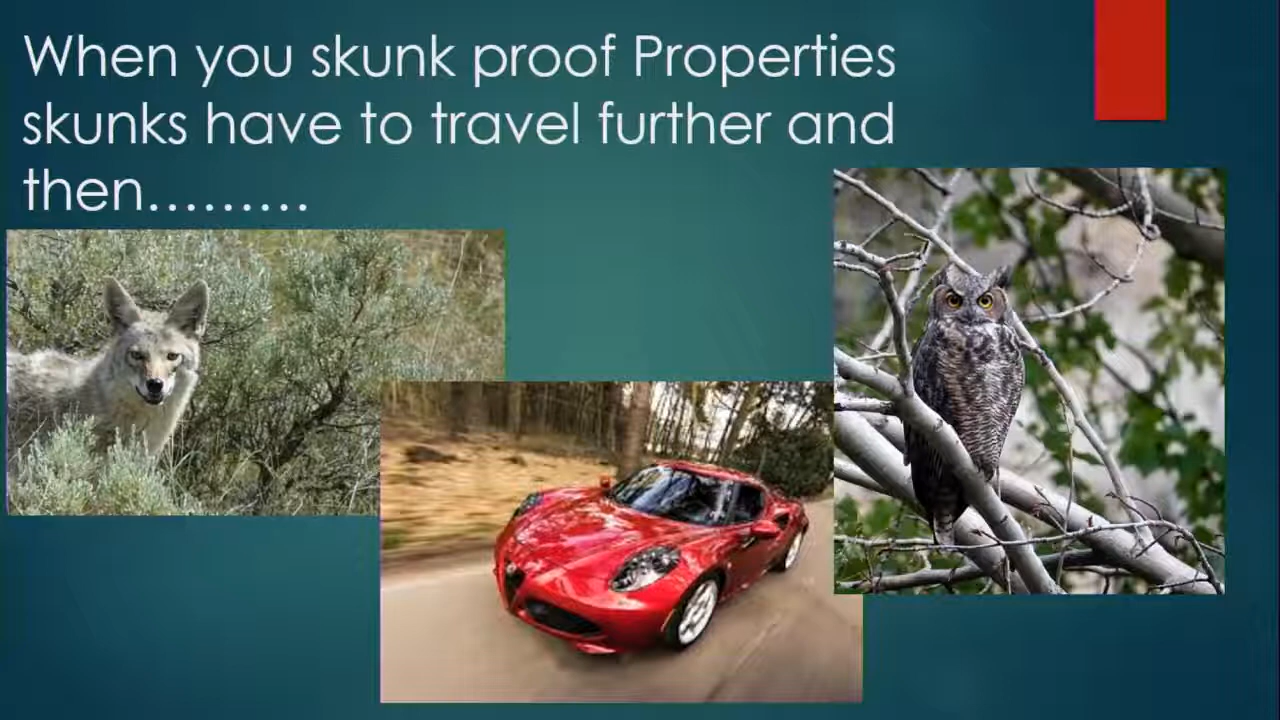 When you skunk proof Properties
skunks have to travel further and
then………